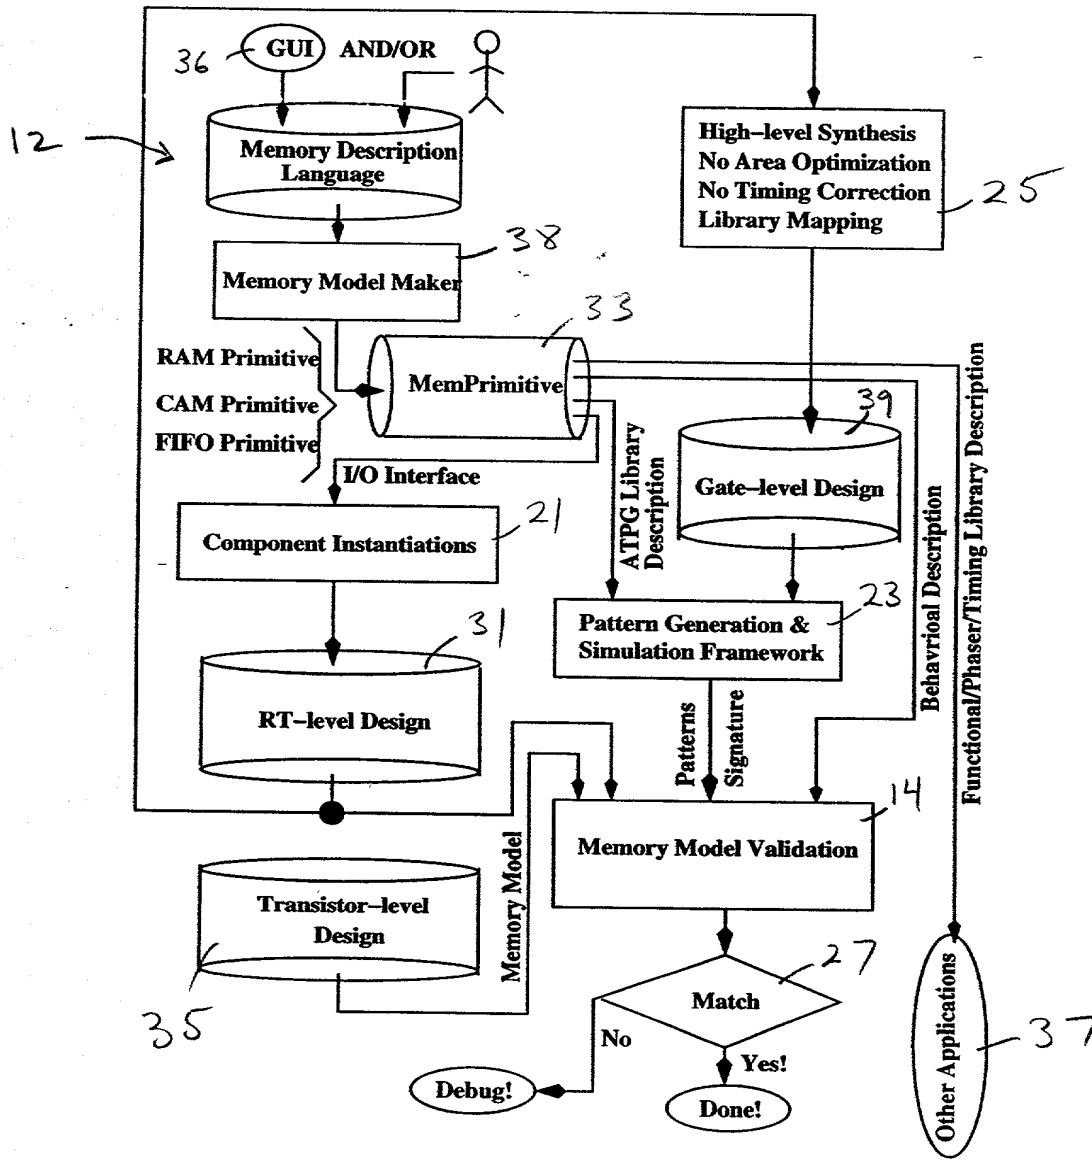 36
GUI
AND/OR
12
Memory Description
Language
High-level Synthesis
No Area Optimization
No Timing Correction
Library Mapping
25
38
Memory Model Maker
33
RAM Primitive
CAM Primitive
FIFO Primitive
MemPrimitive
I/O Interface
21
Component Instantiations
ATPG Library
Description
39
Gate-level Design
Behavrioal Description
Functional/Phaser/Timing Library Description
23
Pattern Generation &
Simulation Framework
31
RT-level Design
Patterns
Signature
14
Memory Model Validation
Memory Model
Transistor-level
Design
35
27
Match
No
Yes!
Debug!
Done!
Other Applications
37